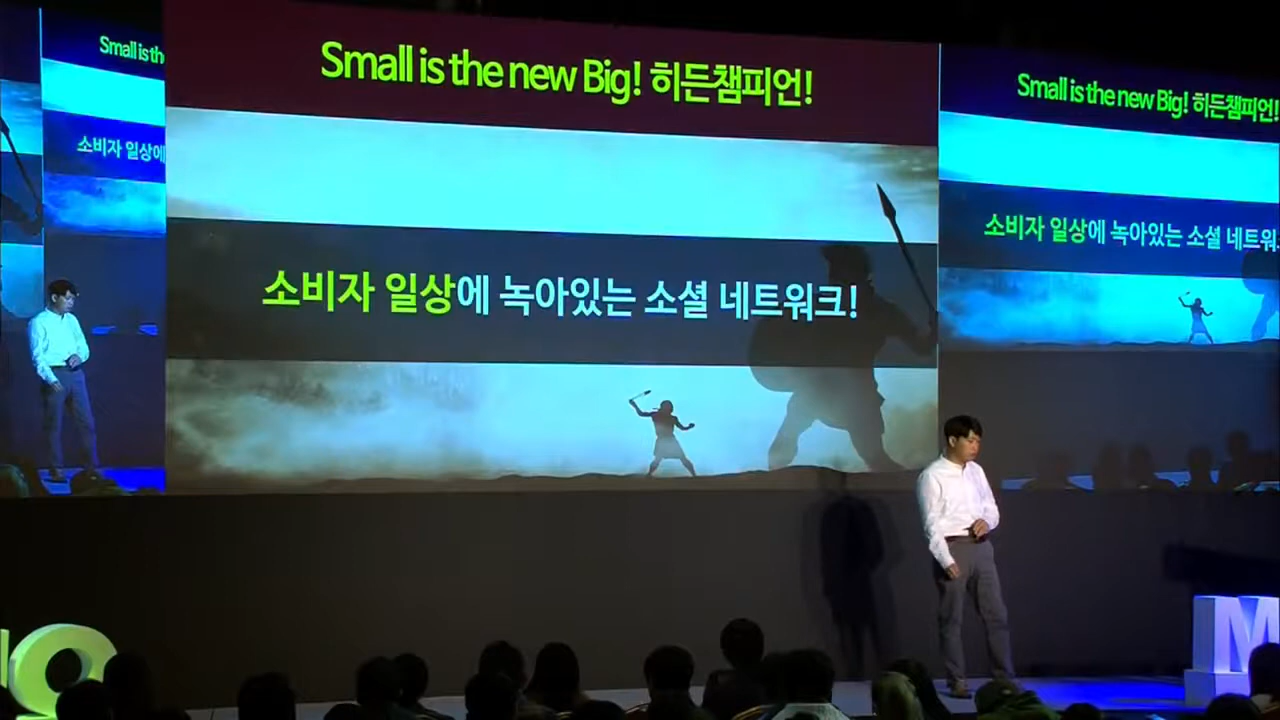 Small is the new Big! 히든챔피언!
소비자 일상에 녹아있는 소셜 네트워크!
Small is the
소비자 일상에
Small is the new Big! 히든챔피언!
소비자 일상에 녹아있는 소셜 네트워
O
M